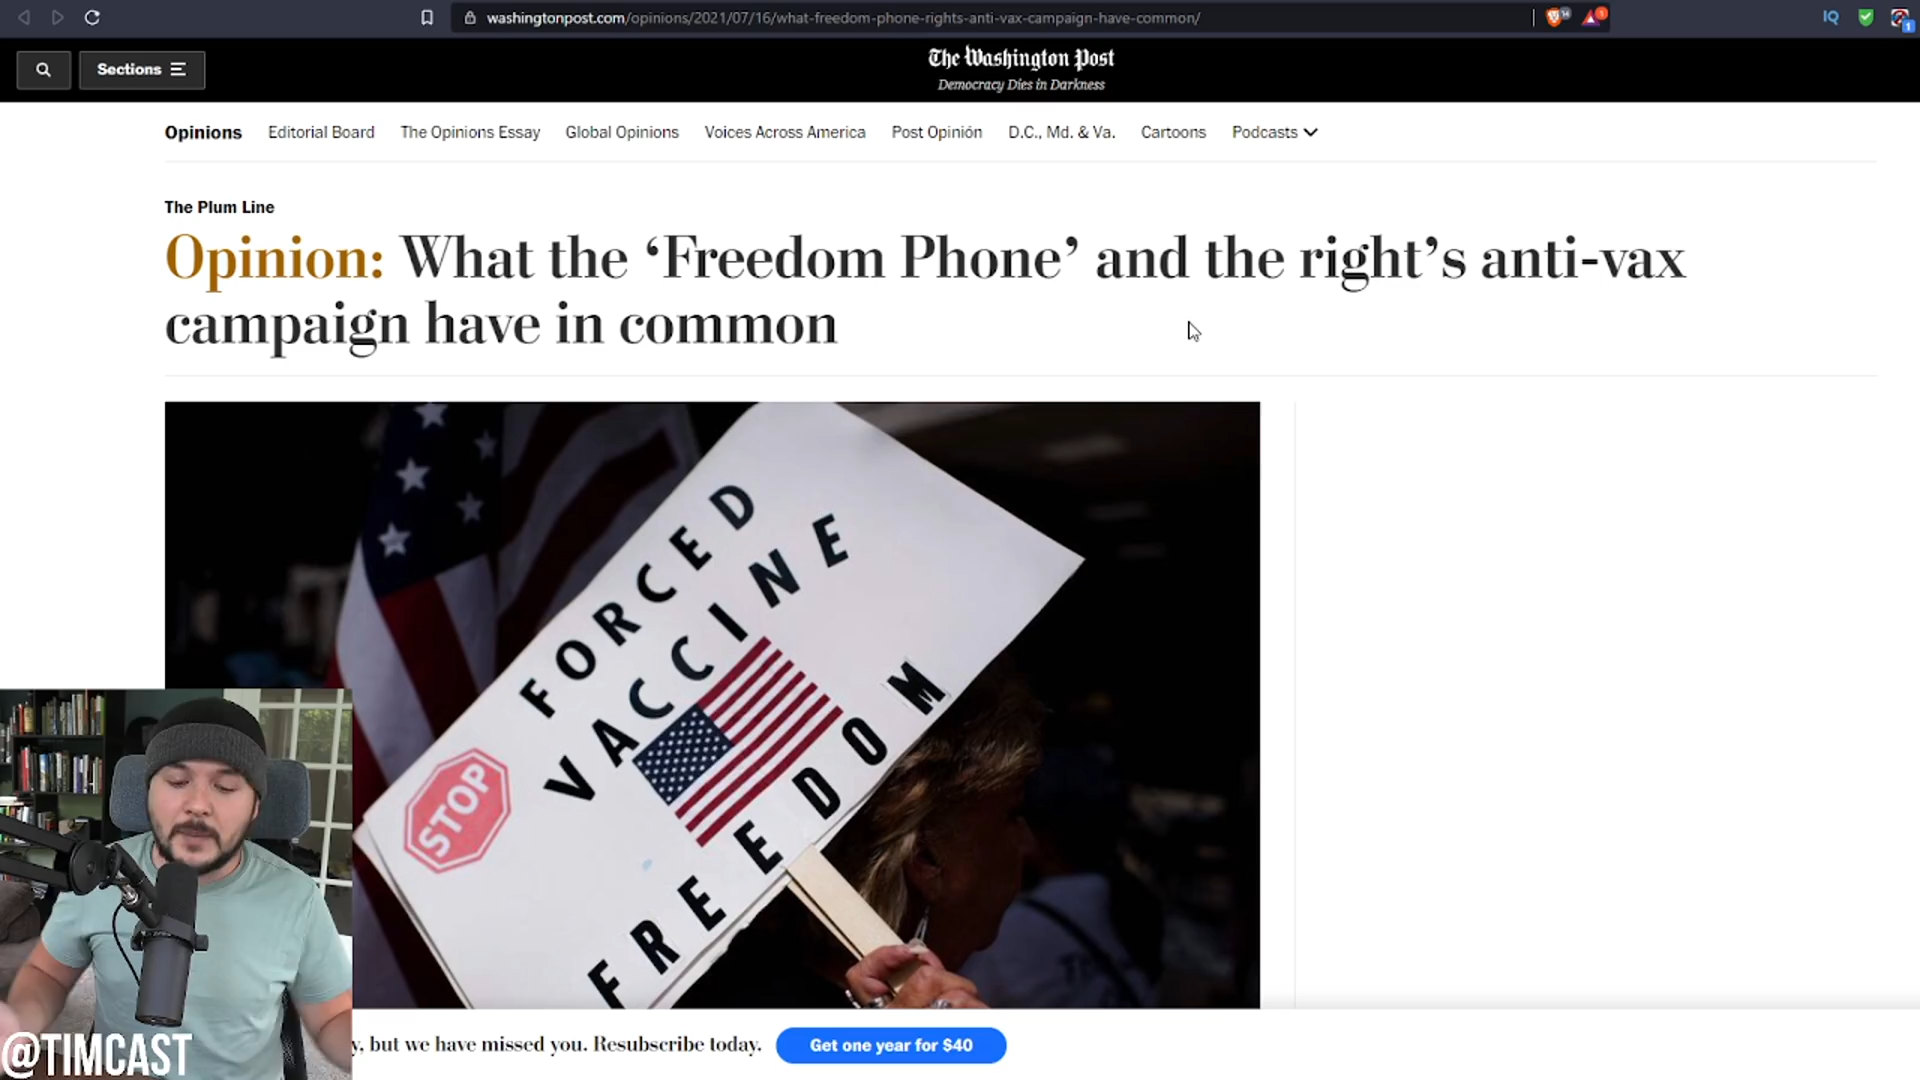 washingtonpost.com/opinions/2021/07/16/what-freedom-phone-rights-anti-vax-campaign-have-common/
IQ
Sections
The Washington Post
Democracy Dies in Darkness
Opinions Editorial Board The Opinions Essay Global Opinions Voices Across America Post Opinión D.C., Md. & Va. Cartoons Podcasts
The Plum Line
Opinion: What the ‘Freedom Phone’ and the right’s anti-vax
campaign have in common
FORCED
VACCINE
STOP
FREEDOM
@TIMCAST
, but we have missed you. Resubscribe today.
Get one year for $40